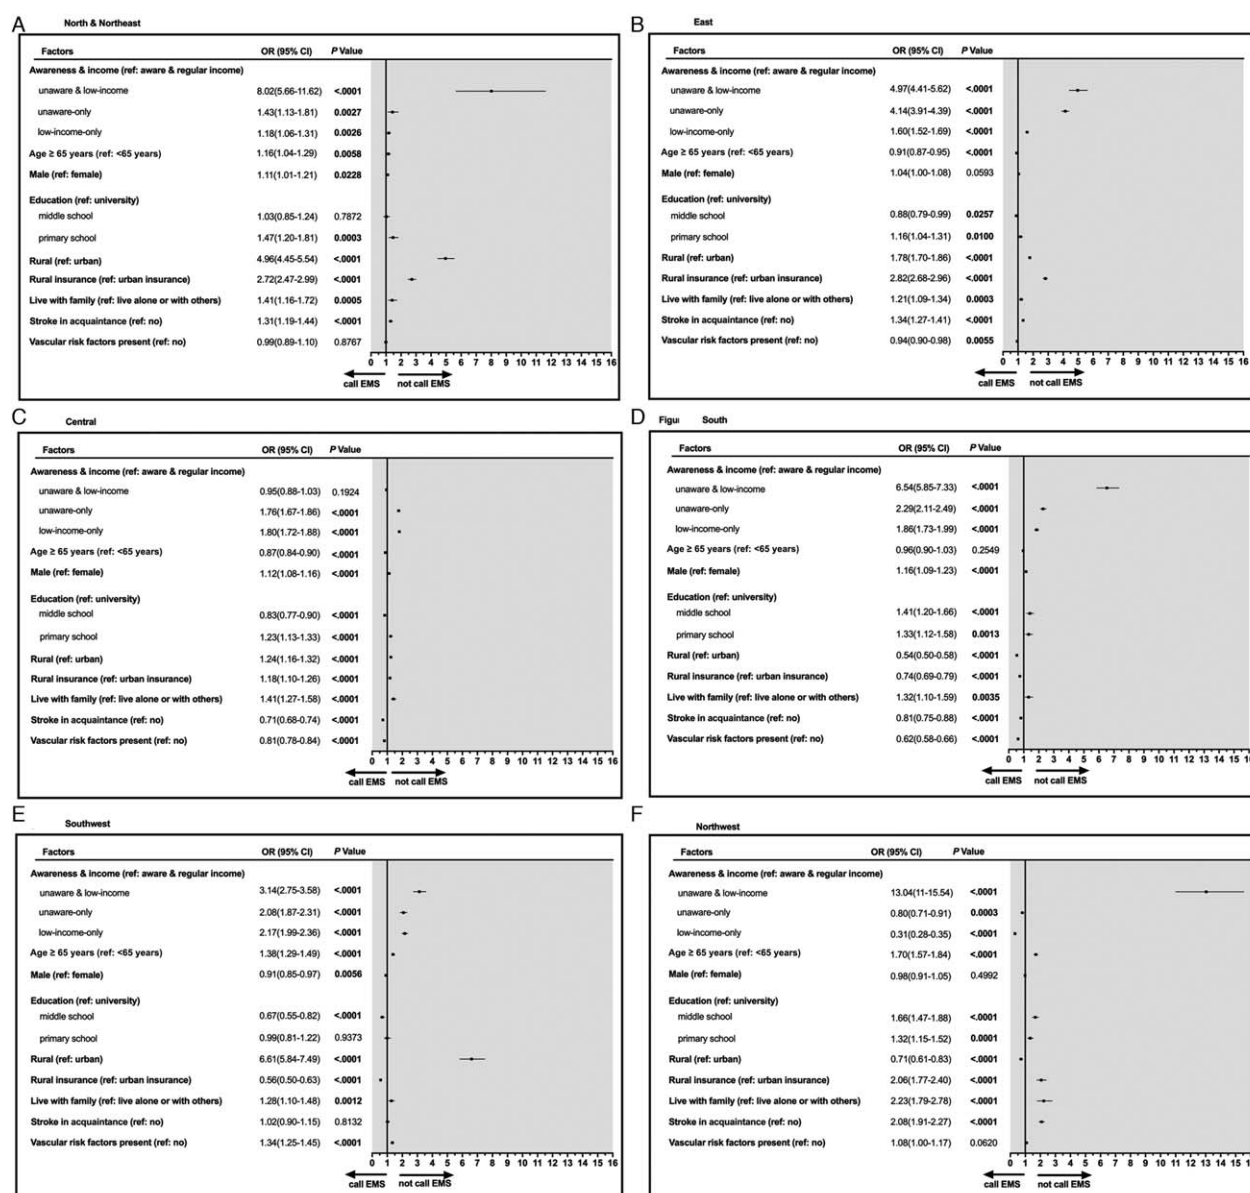 A North & Northeast
Factors OR (95% CI) P Value
Awareness & income (ref: aware & regular income)
unaware & low-income 8.02(5.66-11.62) <.0001
unaware-only 1.43(1.13-1.81) 0.0027
low-income-only 1.18(1.06-1.31) 0.0026
Age ≥ 65 years (ref: <65 years) 1.16(1.04-1.29) 0.0058
Male (ref: female) 1.11(1.01-1.21) 0.0228
Education (ref: university)
middle school 1.03(0.85-1.24) 0.7872
primary school 1.47(1.20-1.81) 0.0003
Rural (ref: urban) 4.96(4.45-5.54) <.0001
Rural insurance (ref: urban insurance) 2.72(2.47-2.99) <.0001
Live with family (ref: live alone or with others) 1.41(1.16-1.72) 0.0005
Stroke in acquaintance (ref: no) 1.31(1.19-1.44) <.0001
Vascular risk factors present (ref: no) 0.99(0.89-1.10) 0.8767
0 1 2 3 4 5 6 7 8 9 10 11 12 13 14 15 16
call EMS not call EMS
B East
Factors OR (95% CI) P Value
Awareness & income (ref: aware & regular income)
unaware & low-income 4.97(4.41-5.62) <.0001
unaware-only 4.14(3.91-4.39) <.0001
low-income-only 1.60(1.52-1.69) <.0001
Age ≥ 65 years (ref: <65 years) 0.91(0.87-0.95) <.0001
Male (ref: female) 1.04(1.00-1.08) 0.0593
Education (ref: university)
middle school 0.88(0.79-0.99) 0.0257
primary school 1.16(1.04-1.31) 0.0100
Rural (ref: urban) 1.78(1.70-1.86) <.0001
Rural insurance (ref: urban insurance) 2.82(2.68-2.96) <.0001
Live with family (ref: live alone or with others) 1.21(1.09-1.34) 0.0003
Stroke in acquaintance (ref: no) 1.34(1.27-1.41) <.0001
Vascular risk factors present (ref: no) 0.94(0.90-0.98) 0.0055
0 1 2 3 4 5 6 7 8 9 10 11 12 13 14 15 16
call EMS not call EMS
C Central
Factors OR (95% CI) P Value
Awareness & income (ref: aware & regular income)
unaware & low-income 0.95(0.88-1.03) 0.1924
unaware-only 1.76(1.67-1.86) <.0001
low-income-only 1.80(1.72-1.88) <.0001
Age ≥ 65 years (ref: <65 years) 0.87(0.84-0.90) <.0001
Male (ref: female) 1.12(1.08-1.16) <.0001
Education (ref: university)
middle school 0.83(0.77-0.90) <.0001
primary school 1.23(1.13-1.33) <.0001
Rural (ref: urban) 1.24(1.16-1.32) <.0001
Rural insurance (ref: urban insurance) 1.18(1.10-1.26) <.0001
Live with family (ref: live alone or with others) 1.41(1.27-1.58) <.0001
Stroke in acquaintance (ref: no) 0.71(0.68-0.74) <.0001
Vascular risk factors present (ref: no) 0.81(0.78-0.84) <.0001
0 1 2 3 4 5 6 7 8 9 10 11 12 13 14 15 16
call EMS not call EMS
D Figu South
Factors OR (95% CI) P Value
Awareness & income (ref: aware & regular income)
unaware & low-income 6.54(5.85-7.33) <.0001
unaware-only 2.29(2.11-2.49) <.0001
low-income-only 1.86(1.73-1.99) <.0001
Age ≥ 65 years (ref: <65 years) 0.96(0.90-1.03) 0.2549
Male (ref: female) 1.16(1.09-1.23) <.0001
Education (ref: university)
middle school 1.41(1.20-1.66) <.0001
primary school 1.33(1.12-1.58) 0.0013
Rural (ref: urban) 0.54(0.50-0.58) <.0001
Rural insurance (ref: urban insurance) 0.74(0.69-0.79) <.0001
Live with family (ref: live alone or with others) 1.32(1.10-1.59) 0.0035
Stroke in acquaintance (ref: no) 0.81(0.75-0.88) <.0001
Vascular risk factors present (ref: no) 0.62(0.58-0.66) <.0001
0 1 2 3 4 5 6 7 8 9 10 11 12 13 14 15 16
call EMS not call EMS
E Southwest
Factors OR (95% CI) P Value
Awareness & income (ref: aware & regular income)
unaware & low-income 3.14(2.75-3.58) <.0001
unaware-only 2.08(1.87-2.31) <.0001
low-income-only 2.17(1.99-2.36) <.0001
Age ≥ 65 years (ref: <65 years) 1.38(1.29-1.49) <.0001
Male (ref: female) 0.91(0.85-0.97) 0.0056
Education (ref: university)
middle school 0.67(0.55-0.82) <.0001
primary school 0.99(0.81-1.22) 0.9373
Rural (ref: urban) 6.61(5.84-7.49) <.0001
Rural insurance (ref: urban insurance) 0.56(0.50-0.63) <.0001
Live with family (ref: live alone or with others) 1.28(1.10-1.48) 0.0012
Stroke in acquaintance (ref: no) 1.02(0.90-1.15) 0.8132
Vascular risk factors present (ref: no) 1.34(1.25-1.45) <.0001
0 1 2 3 4 5 6 7 8 9 10 11 12 13 14 15 16
call EMS not call EMS
F Northwest
Factors OR (95% CI) P Value
Awareness & income (ref: aware & regular income)
unaware & low-income 13.04(11-15.54) <.0001
unaware-only 0.80(0.71-0.91) 0.0003
low-income-only 0.31(0.28-0.35) <.0001
Age ≥ 65 years (ref: <65 years) 1.70(1.57-1.84) <.0001
Male (ref: female) 0.98(0.91-1.05) 0.4992
Education (ref: university)
middle school 1.66(1.47-1.88) <.0001
primary school 1.32(1.15-1.52) 0.0001
Rural (ref: urban) 0.71(0.61-0.83) <.0001
Rural insurance (ref: urban insurance) 2.06(1.77-2.40) <.0001
Live with family (ref: live alone or with others) 2.23(1.79-2.78) <.0001
Stroke in acquaintance (ref: no) 2.08(1.91-2.27) <.0001
Vascular risk factors present (ref: no) 1.08(1.00-1.17) 0.0620
0 1 2 3 4 5 6 7 8 9 10 11 12 13 14 15 16
call EMS not call EMS